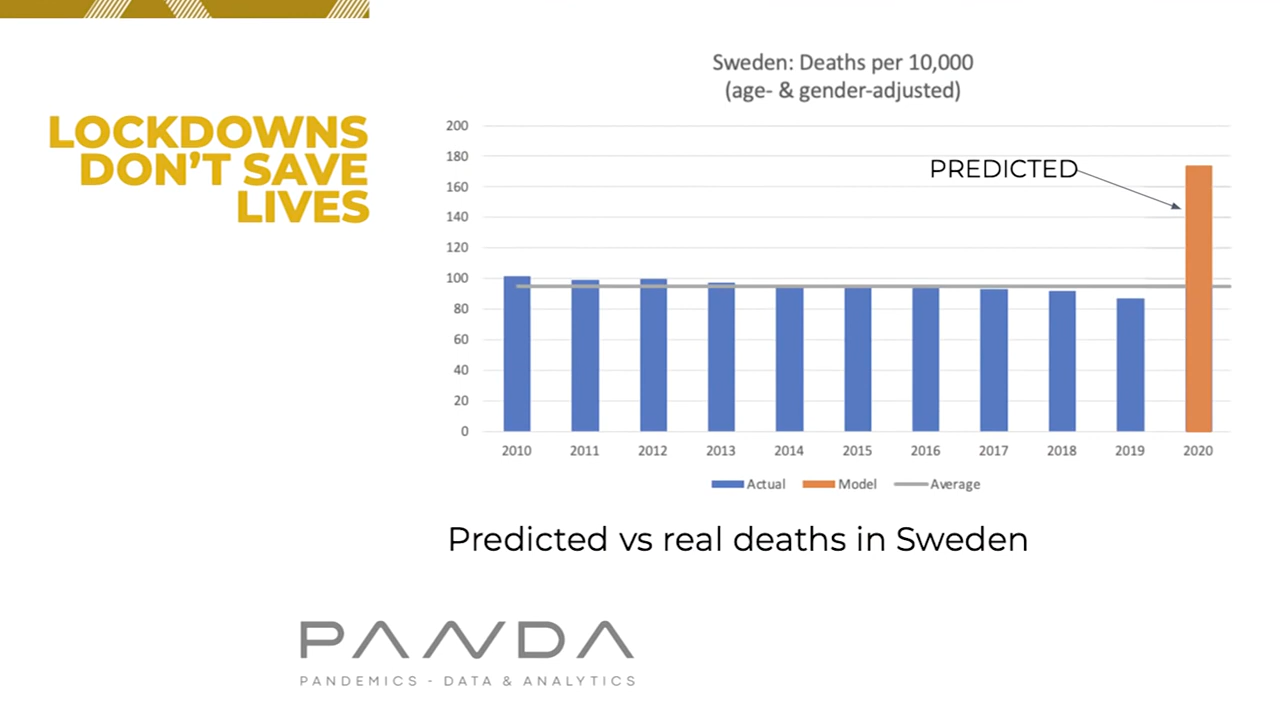 LOCKDOWNS
DON'T SAVE
LIVES
Sweden: Deaths per 10,000
(age- & gender-adjusted)
200
180
160
140
120
100
80
60
40
20
0
PREDICTED
2010 2011 2012 2013 2014 2015 2016 2017 2018 2019 2020
Actual Model Average
Predicted vs real deaths in Sweden
PANDA
PANDEMICS - DATA & ANALYTICS